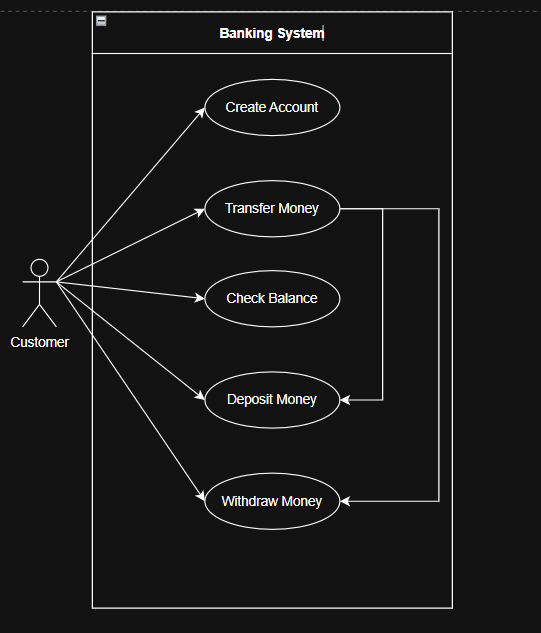 Banking System
Create Account
Transfer Money
Check Balance
Customer
Deposit Money
Withdraw Money